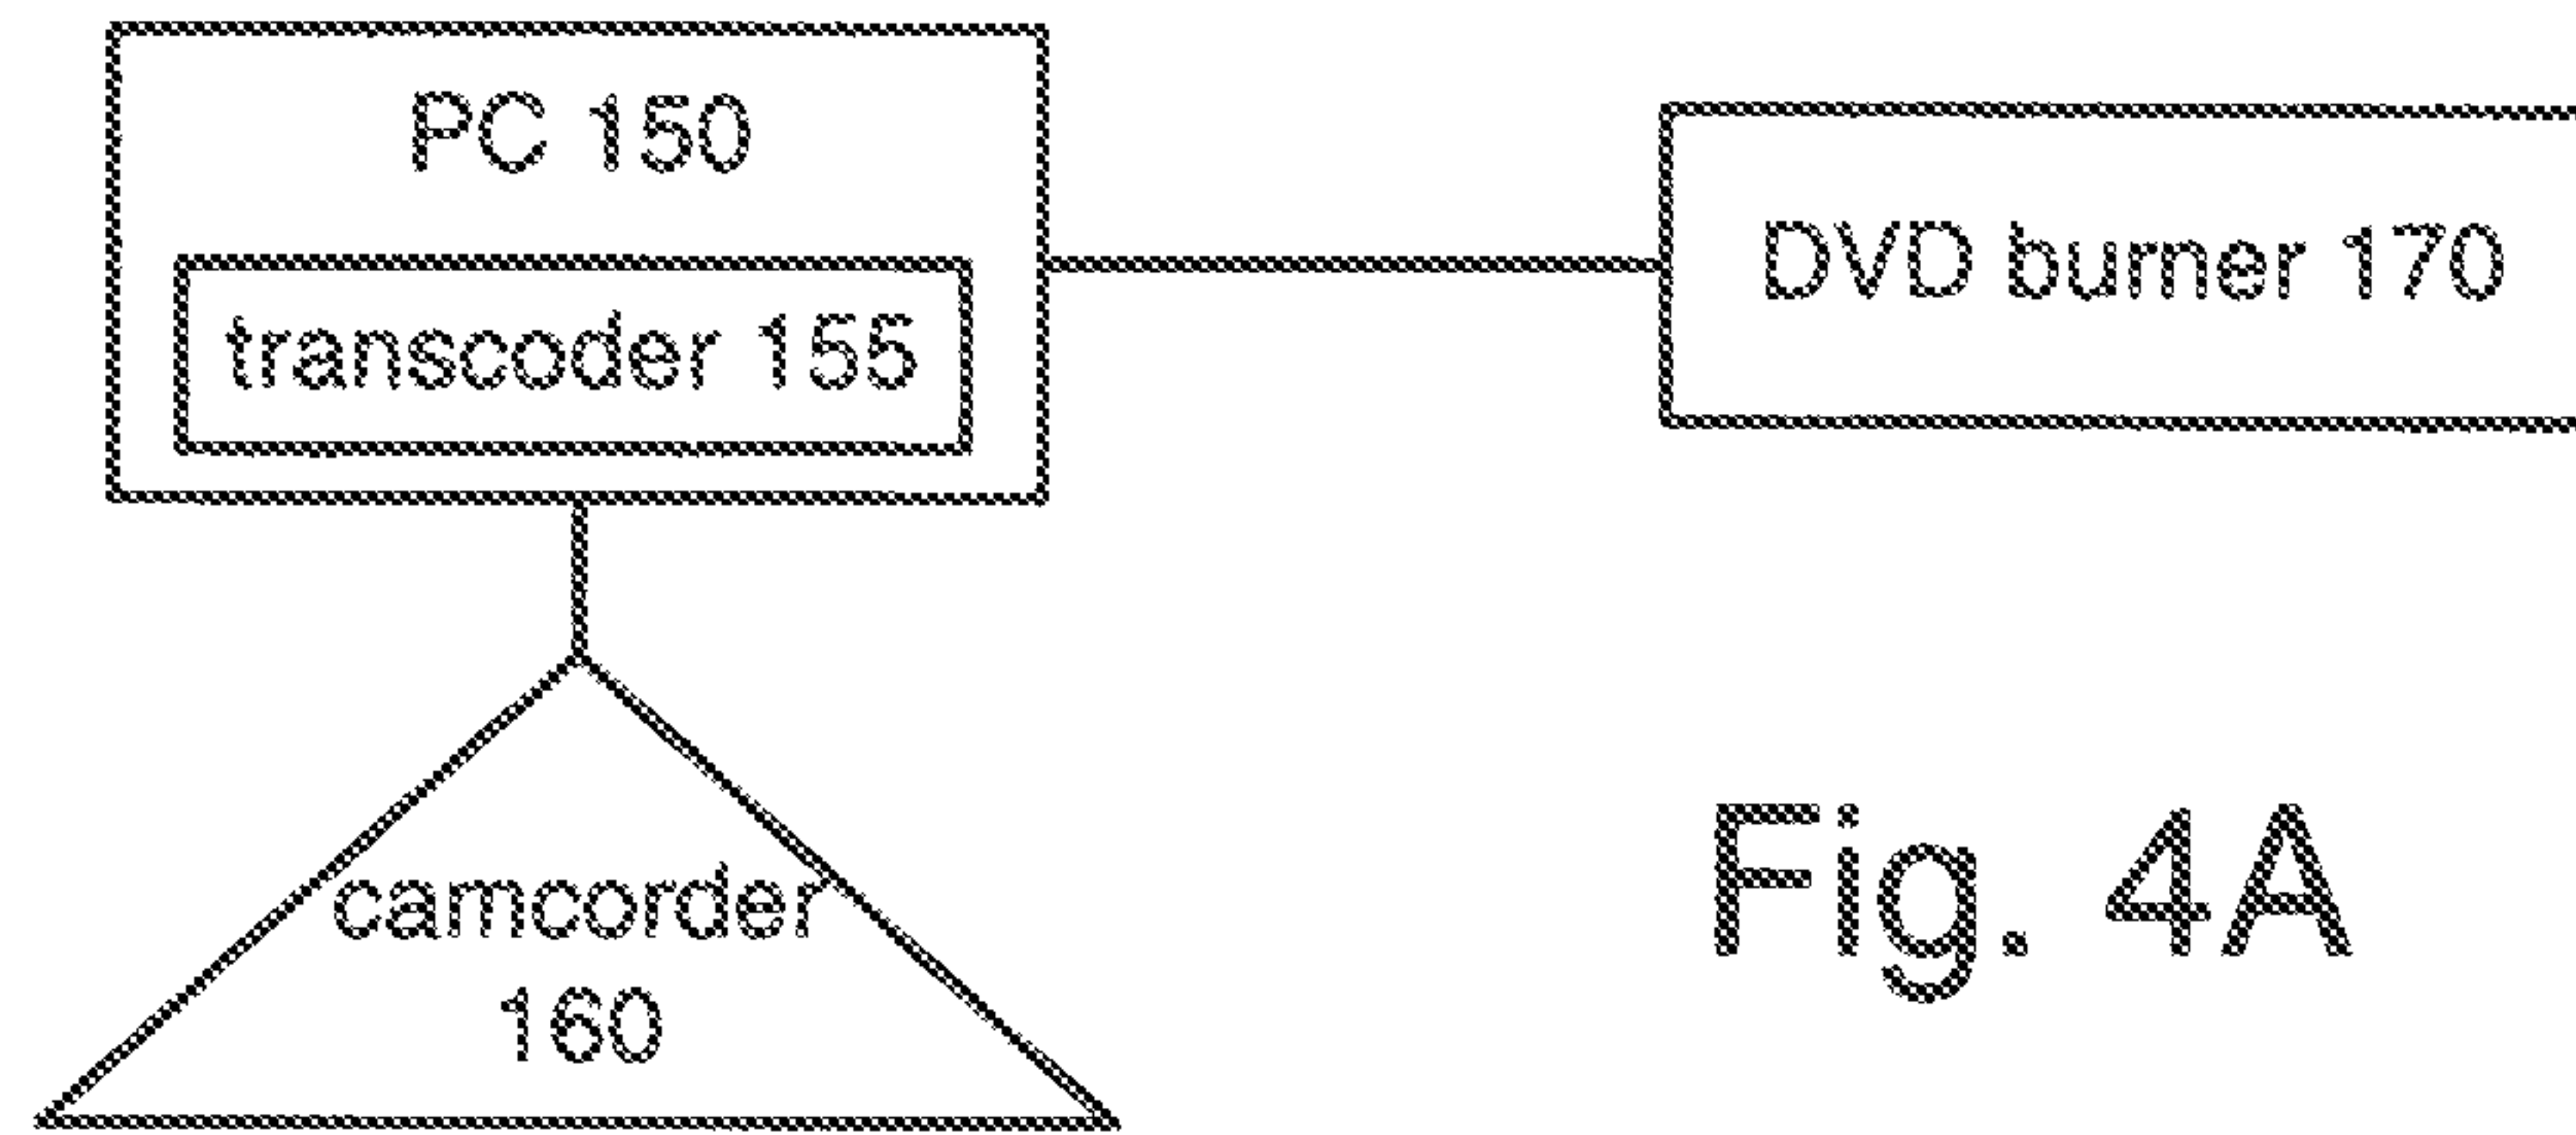 PC 150
transcoder 155
DVD burner 170
camcorder
160
Fig. 4A